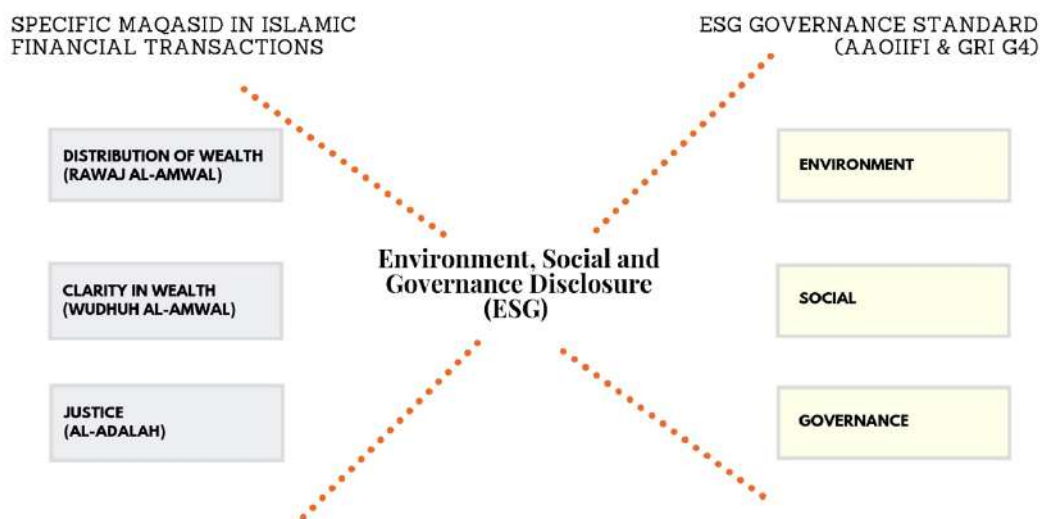 SPECIFIC MAQASID IN ISLAMIC
FINANCIAL TRANSACTIONS
ESG GOVERNANCE STANDARD
(AAOIIFI & GRI G4)
DISTRIBUTION OF WEALTH
(RAWAJ AL-AMWAL)
ENVIRONMENT
Environment, Social and
Governance Disclosure
(ESG)
CLARITY IN WEALTH
(WUDHUH AL-AMWAL)
SOCIAL
JUSTICE
(AL-ADALAH)
GOVERNANCE